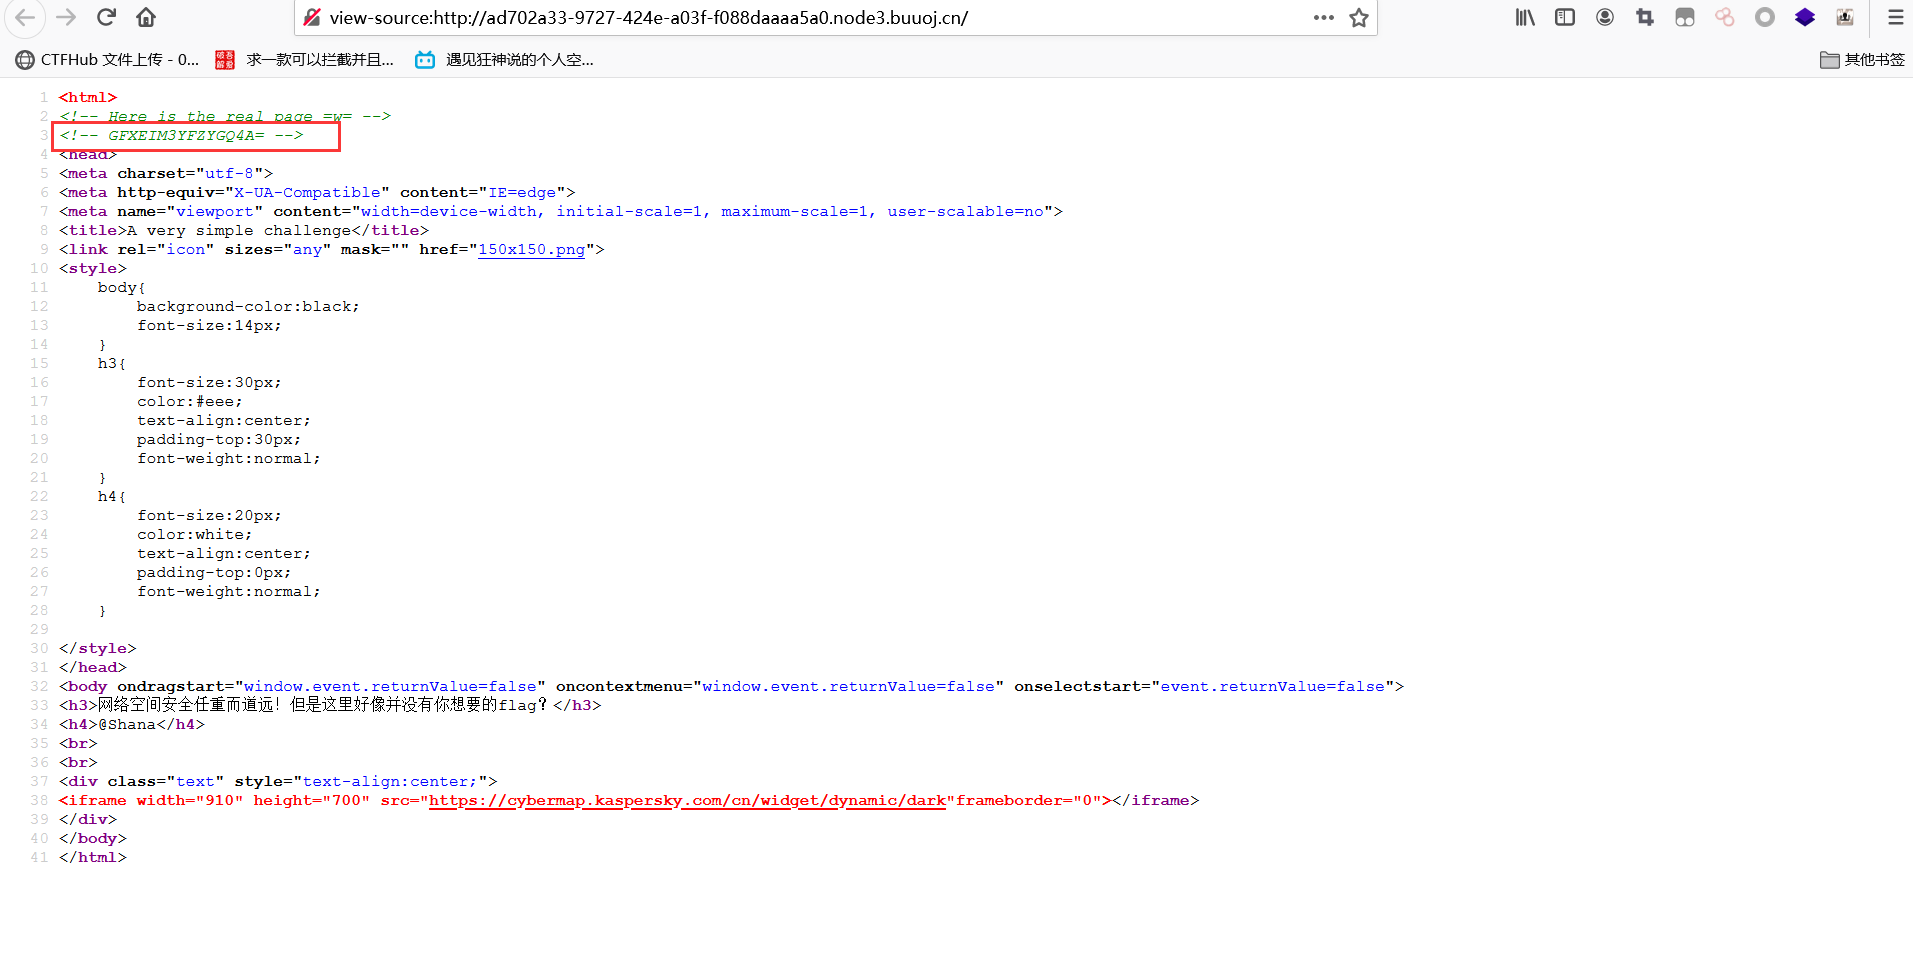 view-source:http://ad702a33-9727-424e-a03f-f088daaaa5a0.node3.buuoj.cn/
CTFHub 文件上传 - 0... 求一款可以拦截并且... 遇见狂神说的个人空... 其他书签
1 <html>
2 <!-- Here is the real page =w= -->
3 <!-- GFXEIM3YFZYGQ4A= -->
4 <head>
5 <meta charset="utf-8">
6 <meta http-equiv="X-UA-Compatible" content="IE=edge">
7 <meta name="viewport" content="width=device-width, initial-scale=1, maximum-scale=1, user-scalable=no">
8 <title>A very simple challenge</title>
9 <link rel="icon" sizes="any" mask="" href="150x150.png">
10 <style>
11     body{
12         background-color:black;
13         font-size:14px;
14     }
15     h3{
16         font-size:30px;
17         color:#eee;
18         text-align:center;
19         padding-top:30px;
20         font-weight:normal;
21     }
22     h4{
23         font-size:20px;
24         color:white;
25         text-align:center;
26         padding-top:0px;
27         font-weight:normal;
28     }
29
30 </style>
31 </head>
32 <body ondragstart="window.event.returnValue=false" oncontextmenu="window.event.returnValue=false" onselectstart="event.returnValue=false">
33 <h3>网络空间安全任重而道远！但是这里好像并没有你想要的flag？</h3>
34 <h4>@Shana</h4>
35 <br>
36 <br>
37 <div class="text" style="text-align:center;">
38 <iframe width="910" height="700" src="https://cybermap.kaspersky.com/cn/widget/dynamic/dark"frameborder="0"></iframe>
39 </div>
40 </body>
41 </html>